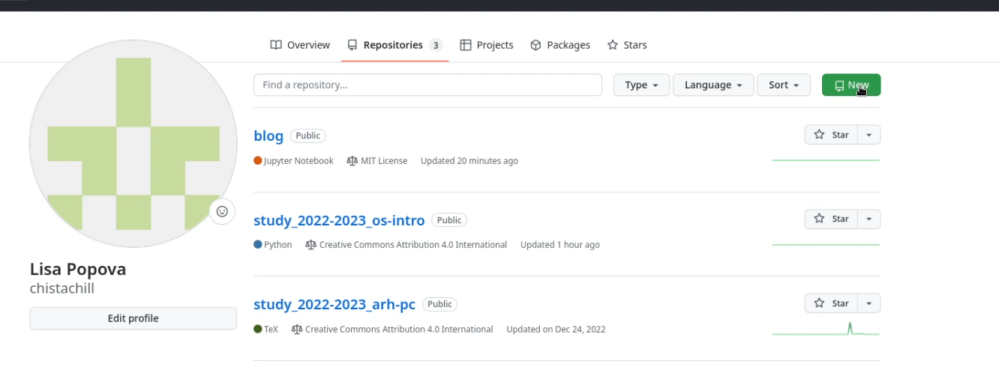 Overview Repositories 3 Projects Packages Stars
Find a repository... Type Language Sort New
blog Public Star
Jupyter Notebook MIT License Updated 20 minutes ago
study_2022-2023_os-intro Public Star
Python Creative Commons Attribution 4.0 International Updated 1 hour ago
Lisa Popova
chistachill
Edit profile
study_2022-2023_arh-pc Public Star
TeX Creative Commons Attribution 4.0 International Updated on Dec 24, 2022